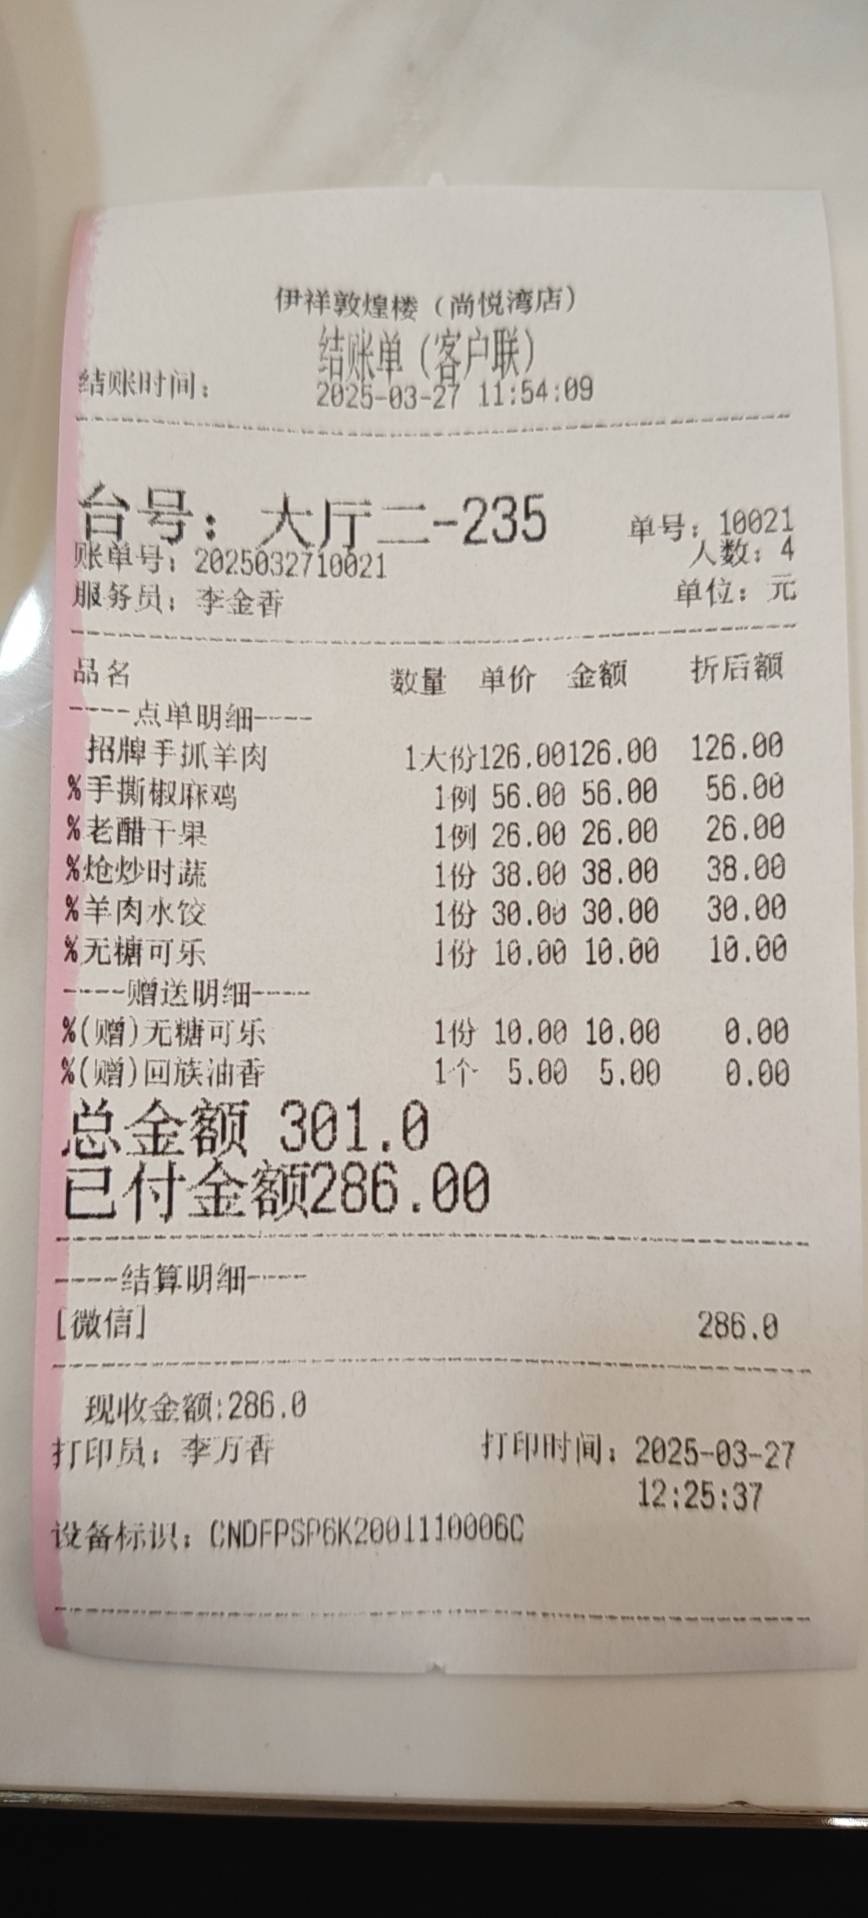 伊祥敦煌楼（尚悦湾店）
结账单（客户联）
结账时间： 2025-03-27 11:54:09
台号：大厅二-235 单号：10021
账单号：2025032710021 人数：4
服务员：李金香 单位：元
品名 数量 单价 金额 折后额
----点单明细----
招牌手抓羊肉 1大份126.00126.00 126.00
%手撕椒麻鸡 1例 56.00 56.00 56.00
%老醋干果 1例 26.00 26.00 26.00
%炝炒时蔬 1份 38.00 38.00 38.00
%羊肉水饺 1份 30.00 30.00 30.00
%无糖可乐 1份 10.00 10.00 10.00
----赠送明细----
%(赠)无糖可乐 1份 10.00 10.00 0.00
%(赠)回族油香 1个 5.00 5.00 0.00
总金额 301.0
已付金额286.00
----结算明细----
[微信] 286.0
现收金额:286.0
打印员：李万香 打印时间：2025-03-27
12:25:37
设备标识：CNDFPSP6K2001110006C